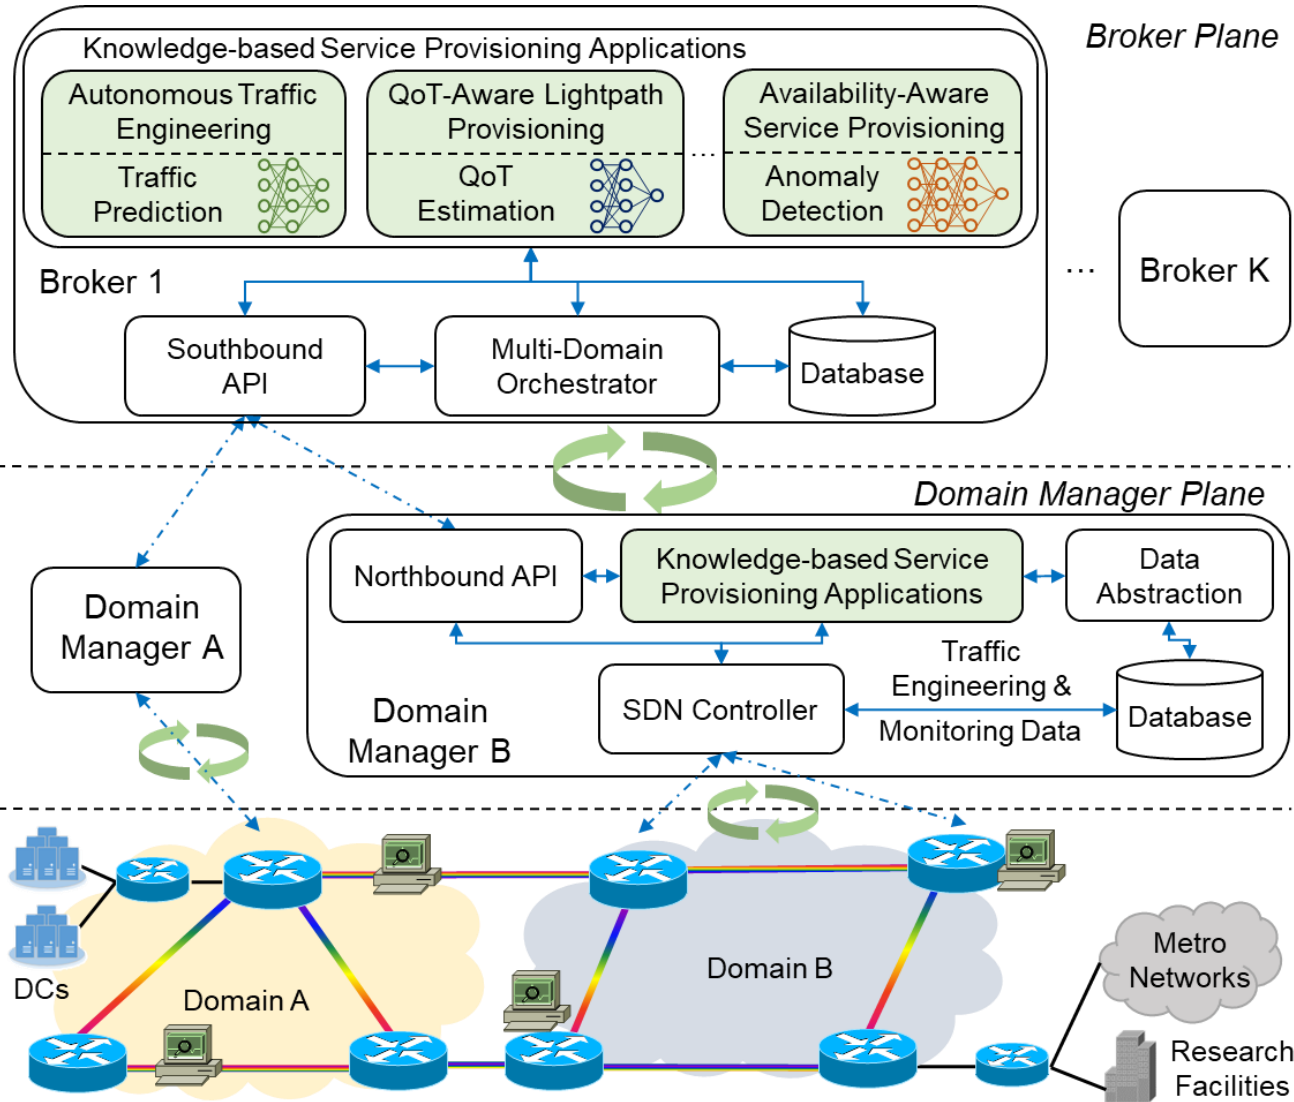 Broker Plane
Knowledge-based Service Provisioning Applications
Autonomous Traffic
Engineering
Traffic
Prediction
QoT-Aware Lightpath
Provisioning
QoT
Estimation
...
Availability-Aware
Service Provisioning
Anomaly
Detection
Broker 1
Southbound
API
Multi-Domain
Orchestrator
Database
...
Broker K
Domain Manager Plane
Domain
Manager A
Northbound API
Knowledge-based Service
Provisioning Applications
Data
Abstraction
SDN Controller
Traffic
Engineering &
Monitoring Data
Database
Domain
Manager B
DCs
Domain A
Domain B
Metro
Networks
Research
Facilities